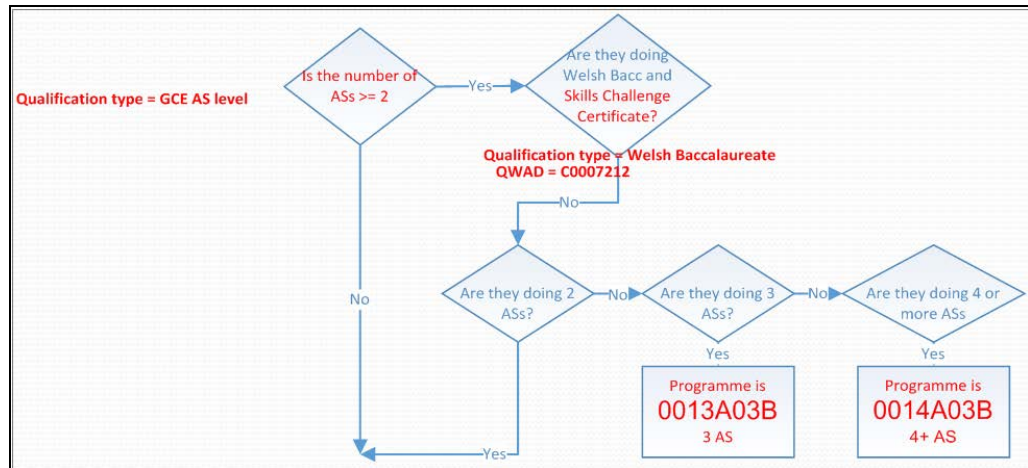 Is the number of
ASs >= 2
Yes
Are they doing
Welsh Bacc and
Skills Challenge
Certificate?
Qualification type = GCE AS level
Qualification type = Welsh Baccalaureate
QWAD = C0007212
No
No
Are they doing 2
ASs?
No
Are they doing 3
ASs?
No
Are they doing 4 or
more ASs
Yes
Programme is
0013A03B
3 AS
Yes
Programme is
0014A03B
4+ AS
Yes